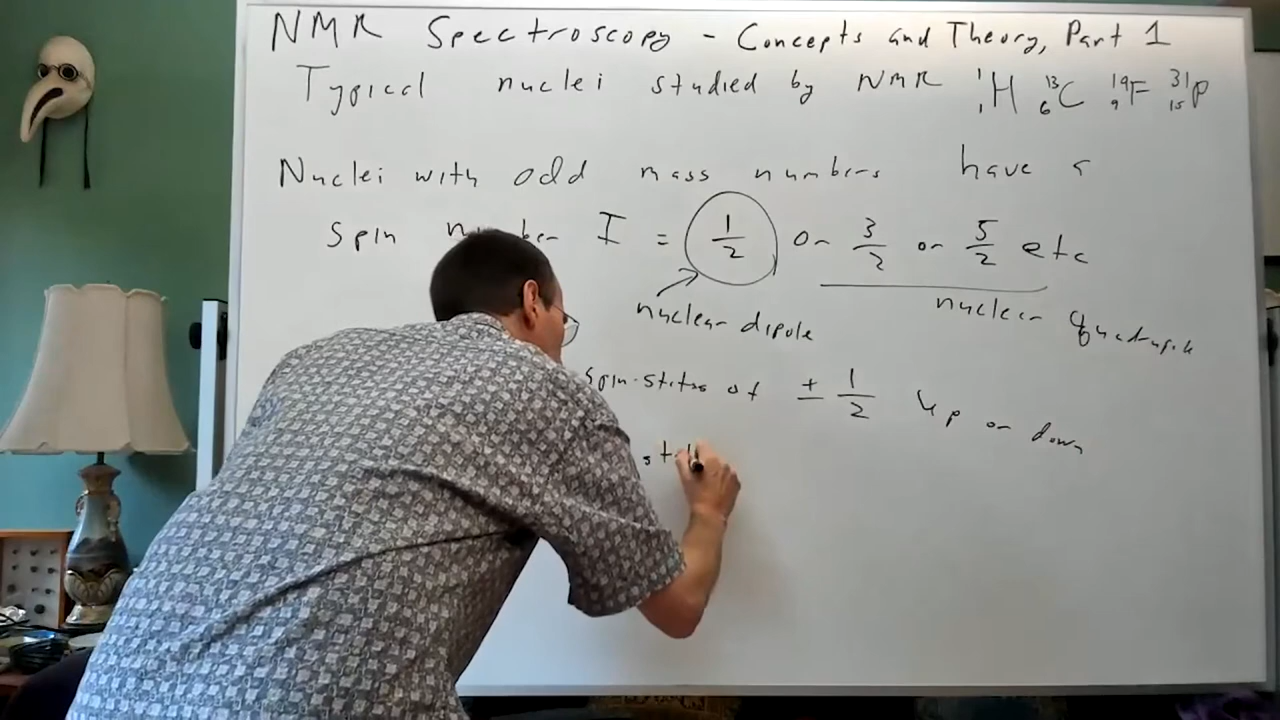 NMR Spectroscopy - Concepts and Theory, Part 1
Typical nuclei studied by NMR ¹₁H ¹³₆C ¹⁹₉F ³¹₁₅P
Nuclei with odd mass numbers have a
spin I = 1/2 or 3/2 or 5/2 etc
nuclear dipole nuclear quadrupole
spin-states of ± 1/2 up or down